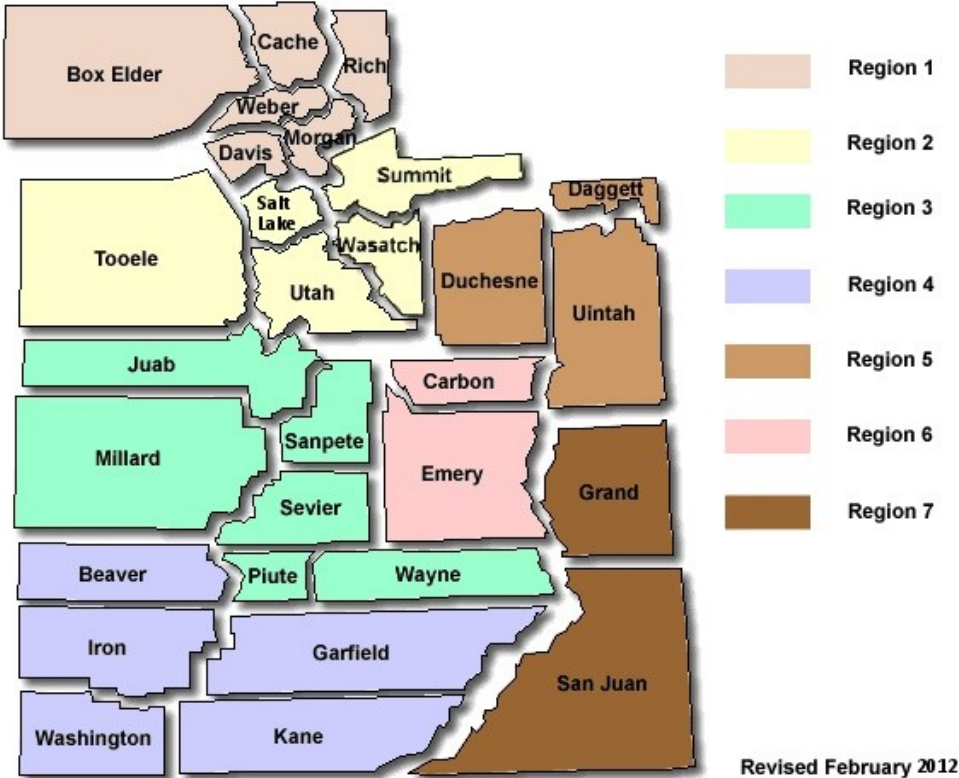 Cache
Rich
Box Elder
Weber
Morgan
Davis
Summit
Daggett
Salt
Lake
Wasatch
Tooele
Duchesne
Utah
Uintah
Juab
Carbon
Sanpete
Millard
Emery
Grand
Sevier
Beaver
Piute
Wayne
Iron
Garfield
San Juan
Washington
Kane
Region 1
Region 2
Region 3
Region 4
Region 5
Region 6
Region 7
Revised February 2012